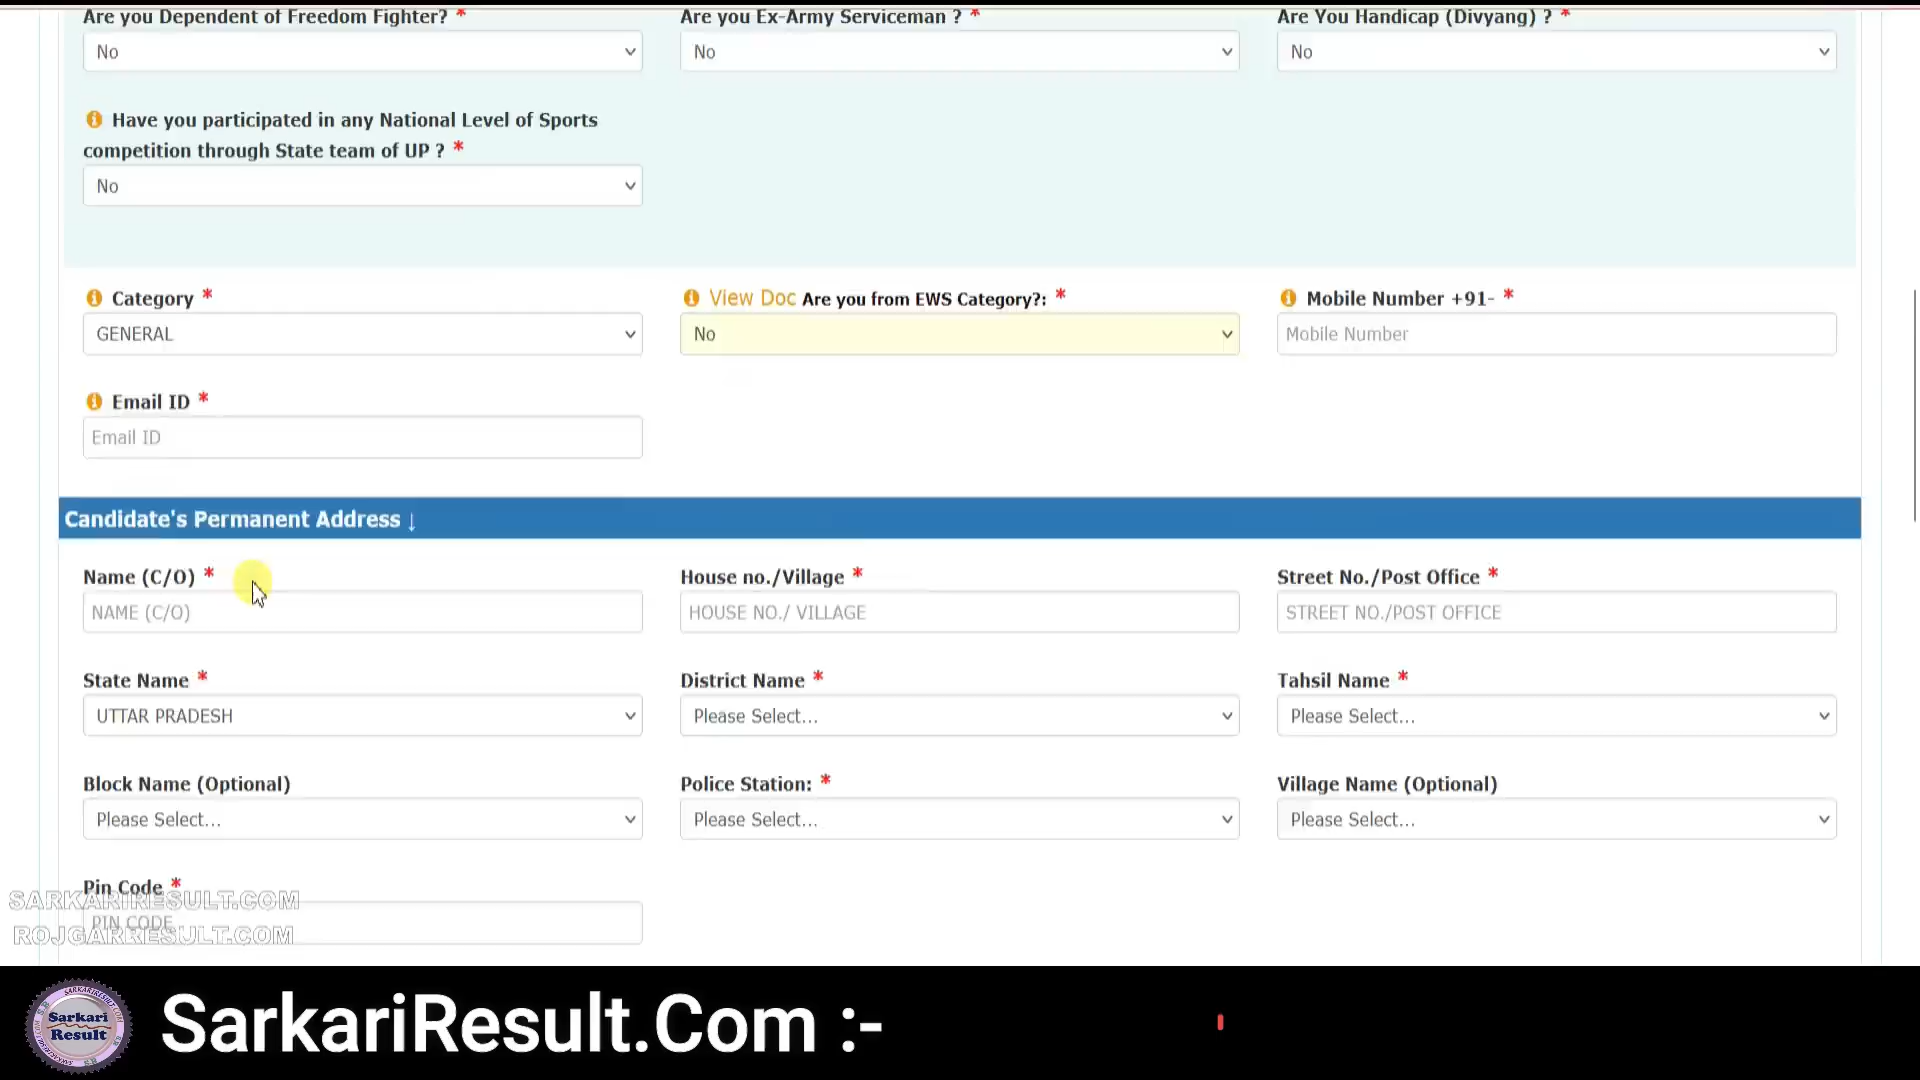 Are you Dependent of Freedom Fighter? *
Are you Ex-Army Serviceman ? *
Are You Handicap (Divyang) ? *
No
No
No
Have you participated in any National Level of Sports
competition through State team of UP ? *
No
Category *
View Doc Are you from EWS Category?: *
Mobile Number +91- *
GENERAL
No
Mobile Number
Email ID *
Email ID
Candidate's Permanent Address ↓
Name (C/O) *
House no./Village *
Street No./Post Office *
NAME (C/O)
HOUSE NO./ VILLAGE
STREET NO./POST OFFICE
State Name *
District Name *
Tahsil Name *
UTTAR PRADESH
Please Select...
Please Select...
Block Name (Optional)
Police Station: *
Village Name (Optional)
Please Select...
Please Select...
Please Select...
Pin Code *
SARKARIRESULT.COM
PIN CODE
ROJGARRESULT.COM
Sarkari
Result
SarkariResult.Com :-